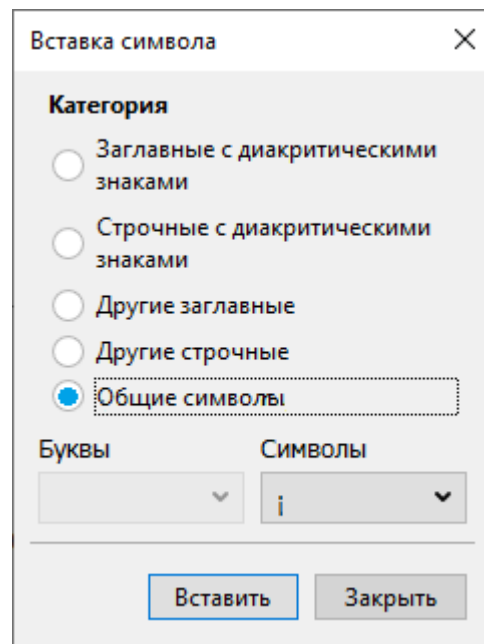 Вставка символа
Категория
Заглавные с диакритическими
знаками
Строчные с диакритическими
знаками
Другие заглавные
Другие строчные
Общие символы
Буквы Символы
¡
Вставить Закрыть